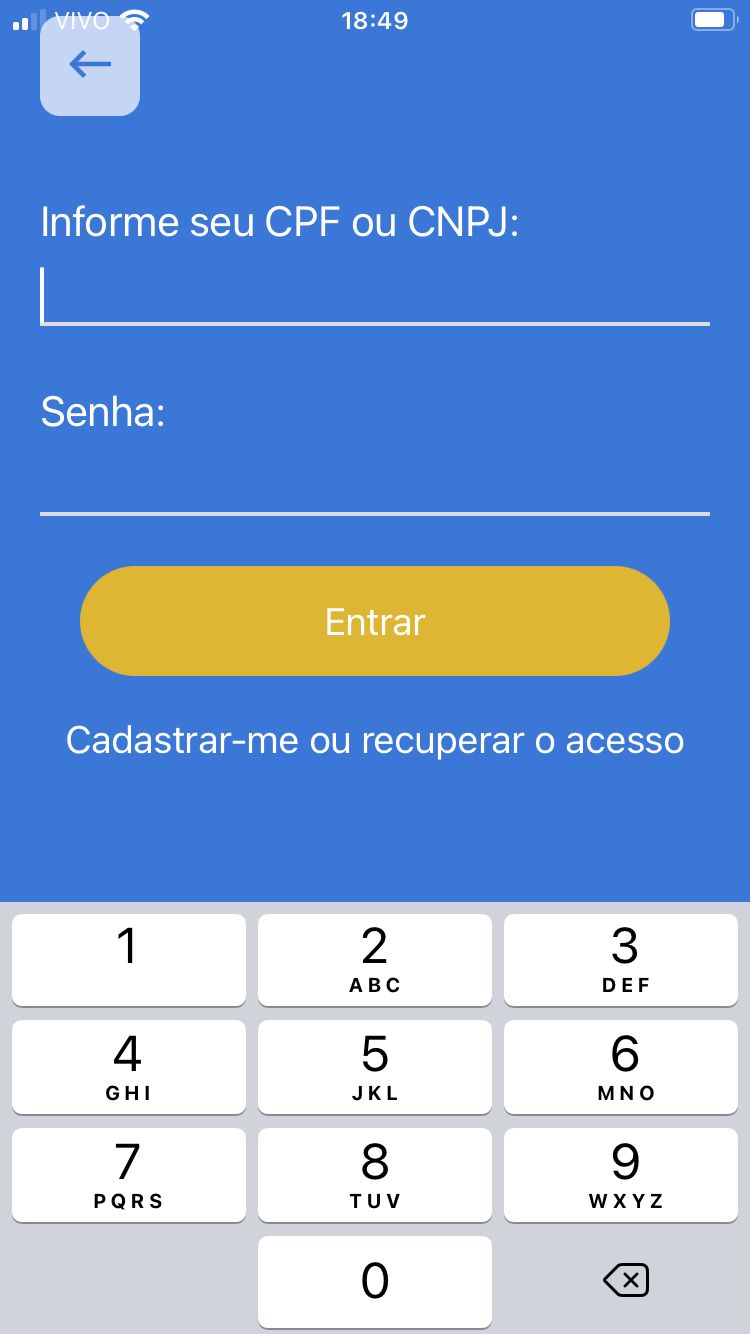 VIVO 18:49
Informe seu CPF ou CNPJ:
Senha:
Entrar
Cadastrar-me ou recuperar o acesso
1 2 3
ABC DEF
4 5 6
GHI JKL MNO
7 8 9
PQRS TUV WXYZ
0